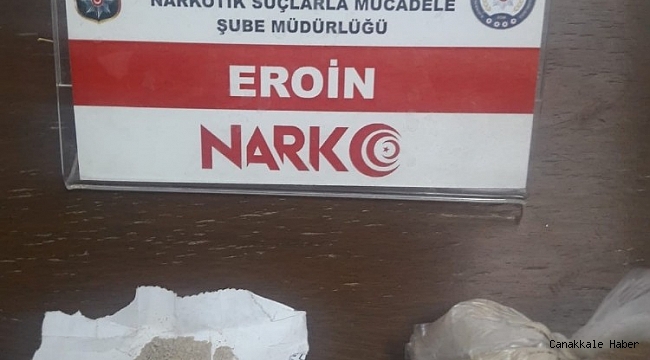 NARKOTİK SUÇLARLA MÜCADELE
ŞUBE MÜDÜRLÜĞÜ
EROİN
NARKO
Canakkale Haber